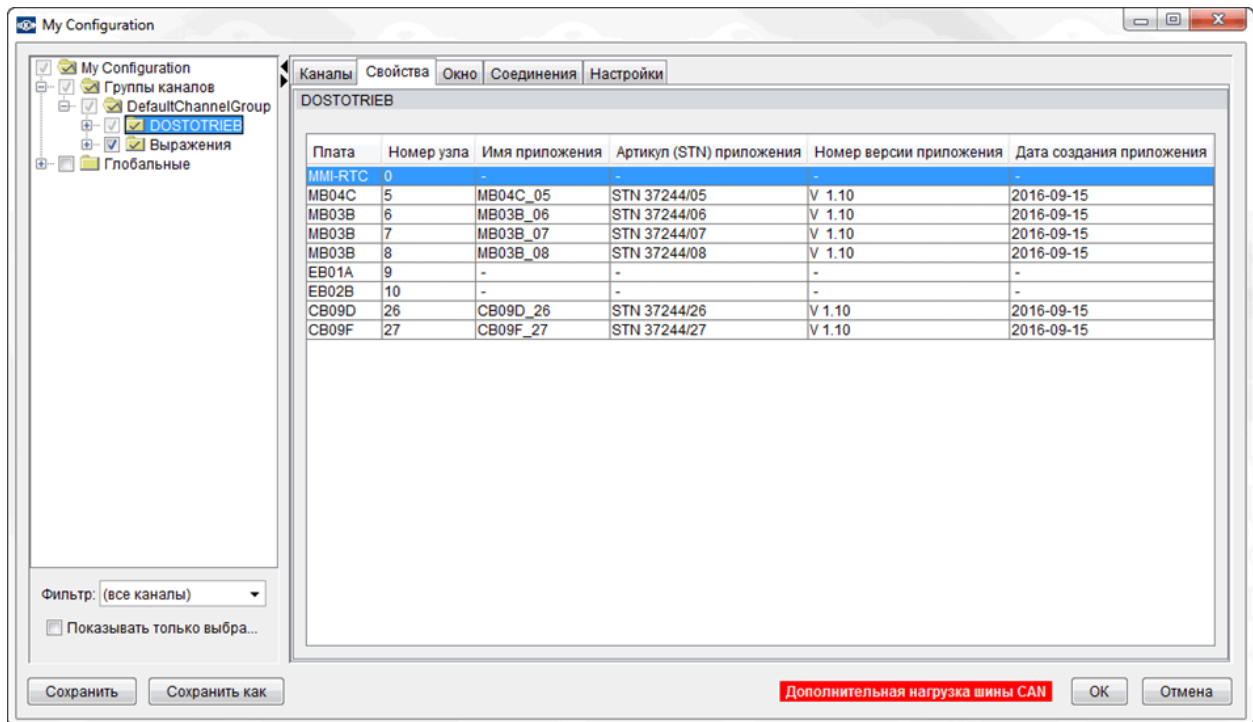 My Configuration
My Configuration
Группы каналов
DefaultChannelGroup
DOSTOTRIEB
Выражения
Глобальные
Фильтр: (все каналы)
Показывать только выбра...
Каналы Свойства Окно Соединения Настройки
DOSTOTRIEB
Плата Номер узла Имя приложения Артикул (STN) приложения Номер версии приложения Дата создания приложения
MMI-RTC 0 - - - -
MB04C 5 MB04C_05 STN 37244/05 V 1.10 2016-09-15
MB03B 6 MB03B_06 STN 37244/06 V 1.10 2016-09-15
MB03B 7 MB03B_07 STN 37244/07 V 1.10 2016-09-15
MB03B 8 MB03B_08 STN 37244/08 V 1.10 2016-09-15
EB01A 9 - - - -
EB02B 10 - - - -
CB09D 26 CB09D_26 STN 37244/26 V 1.10 2016-09-15
CB09F 27 CB09F_27 STN 37244/27 V 1.10 2016-09-15
Сохранить Сохранить как Дополнительная нагрузка шины CAN OK Отмена